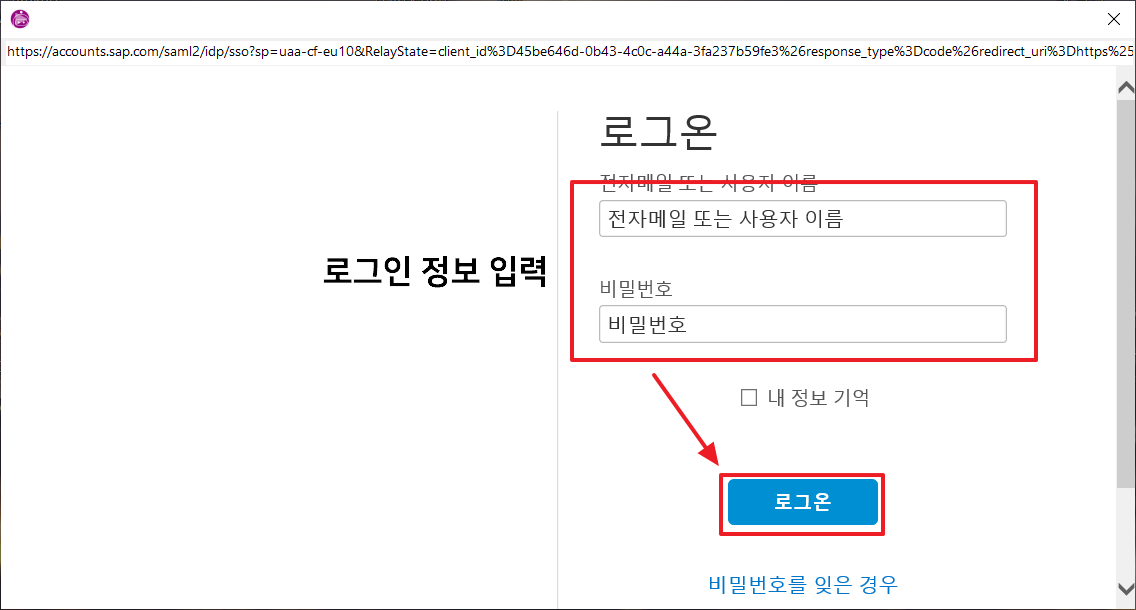 https://accounts.sap.com/saml2/idp/sso?sp=uaa-cf-eu10&RelayState=client_id%3D45be646d-0b43-4c0c-a44a-3fa237b59fe3%26response_type%3Dcode%26redirect_uri%3Dhttps%25
로그온
전자메일 또는 사용자 이름
전자메일 또는 사용자 이름
로그인 정보 입력
비밀번호
비밀번호
내 정보 기억
로그온
비밀번호를 잊은 경우